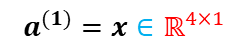 a⁽¹⁾ = x ∈ ℝ⁴ˣ¹